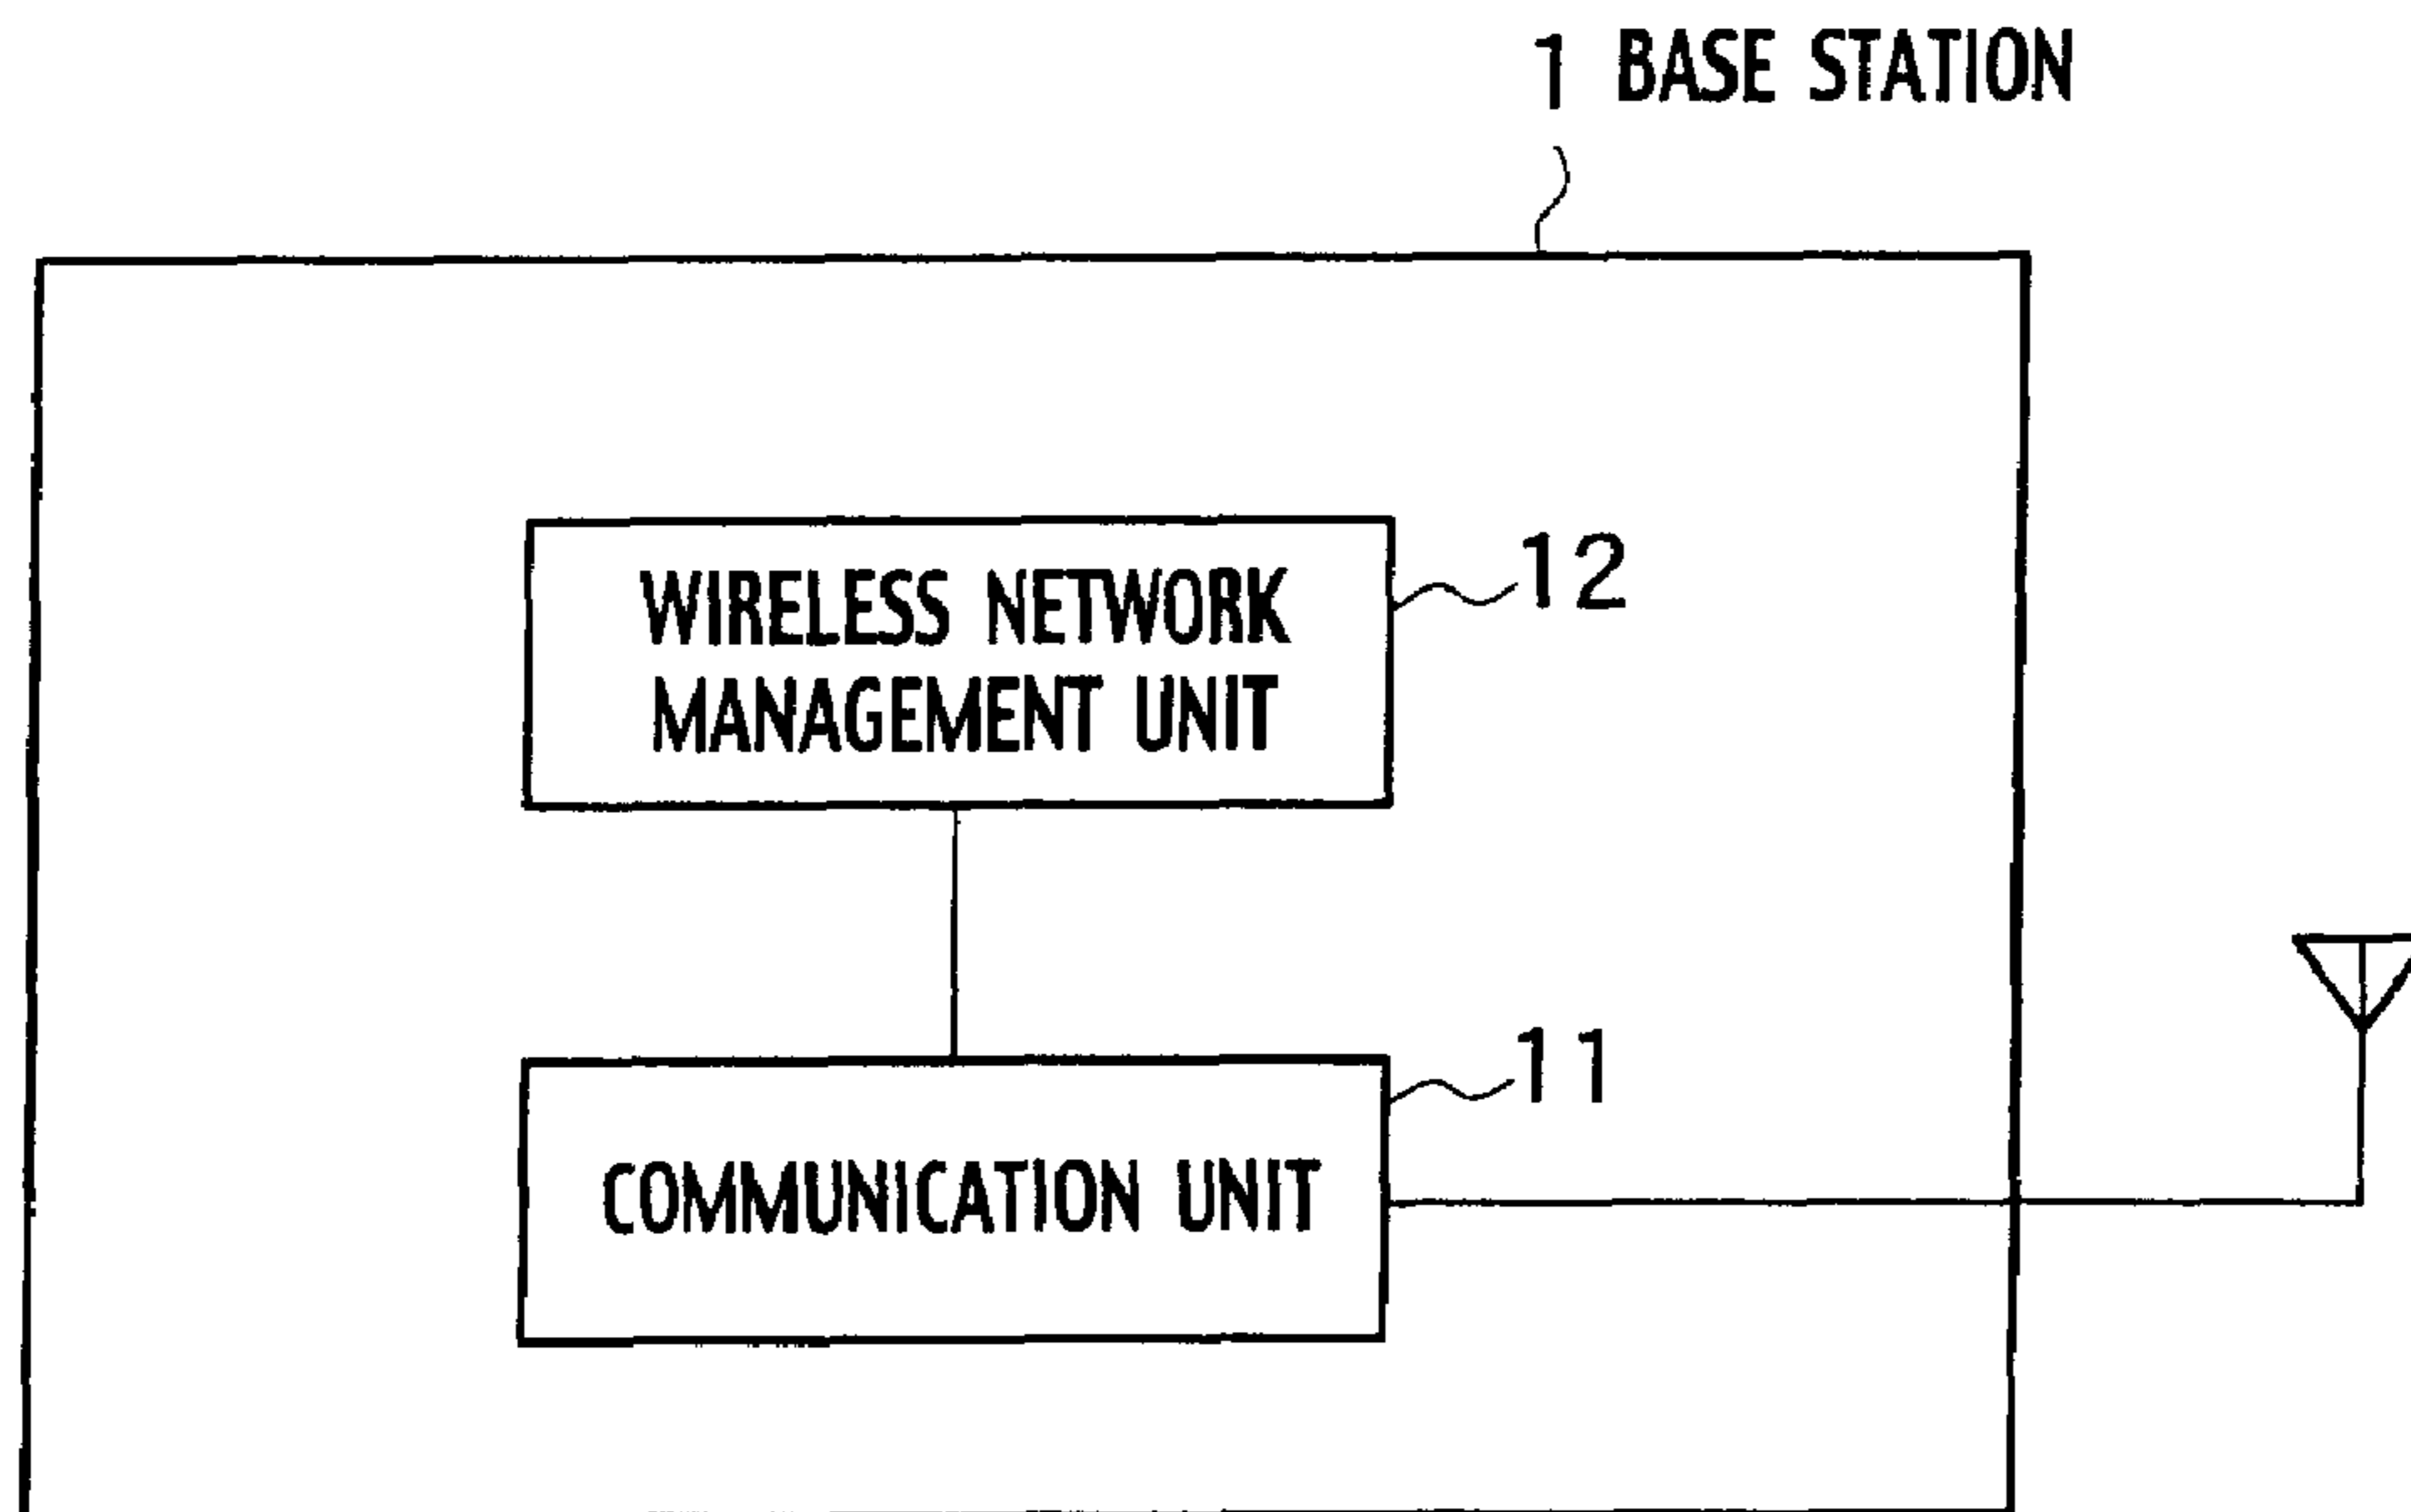 1 BASE STATION
WIRELESS NETWORK
MANAGEMENT UNIT
12
11
COMMUNICATION UNIT